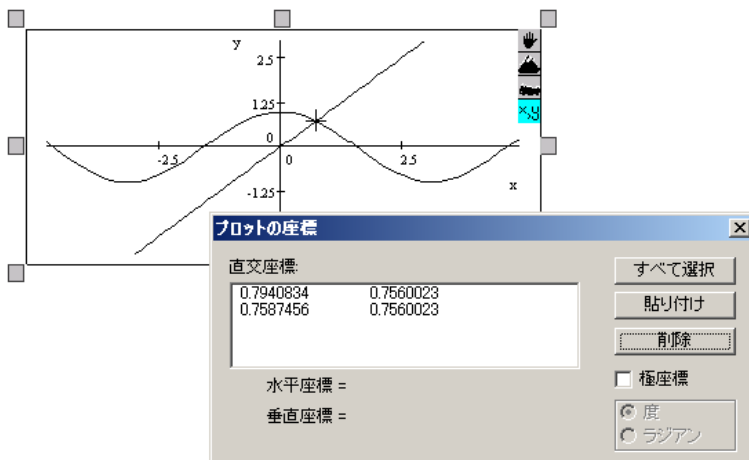 y
2.5
1.25
x,y
0
-2.5
0
2.5
x
-1.25
プロットの座標
直交座標:
0.7940834 0.7560023
0.7587456 0.7560023
すべて選択
貼り付け
削除
水平座標 =
垂直座標 =
極座標
度
ラジアン